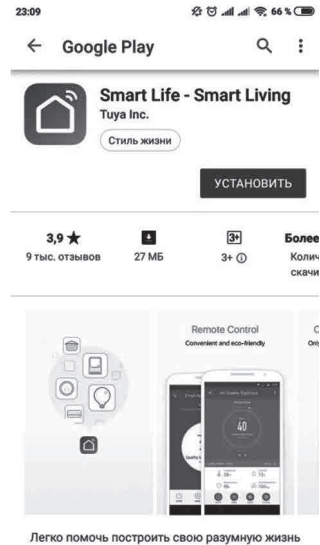 23:09 66 %
Google Play
Smart Life - Smart Living
Tuya Inc.
Стиль жизни
УСТАНОВИТЬ
3,9 ★ 3+ Более
9 тыс. отзывов 27 МБ 3+ Колич
скачи
Remote Control
Convenient and eco-friendly
40
Легко помочь построить свою разумную жизнь